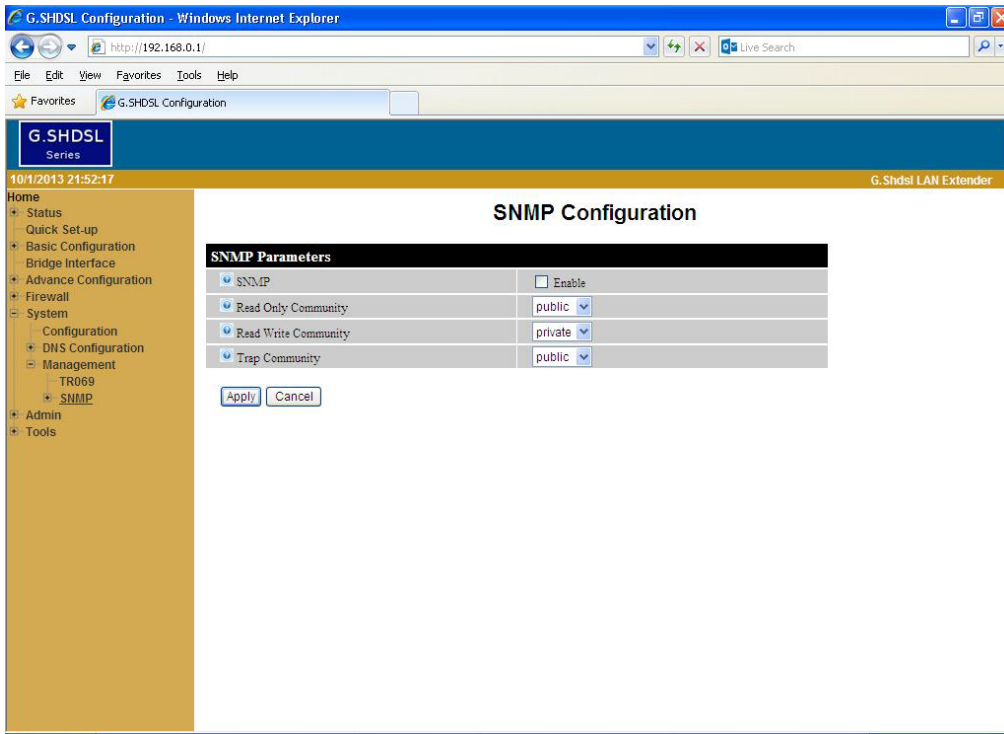 G.SHDSL Configuration - Windows Internet Explorer
http://192.168.0.1/
Live Search
File Edit View Favorites Tools Help
Favorites G.SHDSL Configuration
G.SHDSL
Series
10/1/2013 21:52:17 G.Shdsl LAN Extender
Home
Status
Quick Set-up
Basic Configuration
Bridge Interface
Advance Configuration
Firewall
System
Configuration
DNS Configuration
Management
TR069
SNMP
Admin
Tools
SNMP Configuration
SNMP Parameters
SNMP Enable
Read Only Community public
Read Write Community private
Trap Community public
Apply Cancel